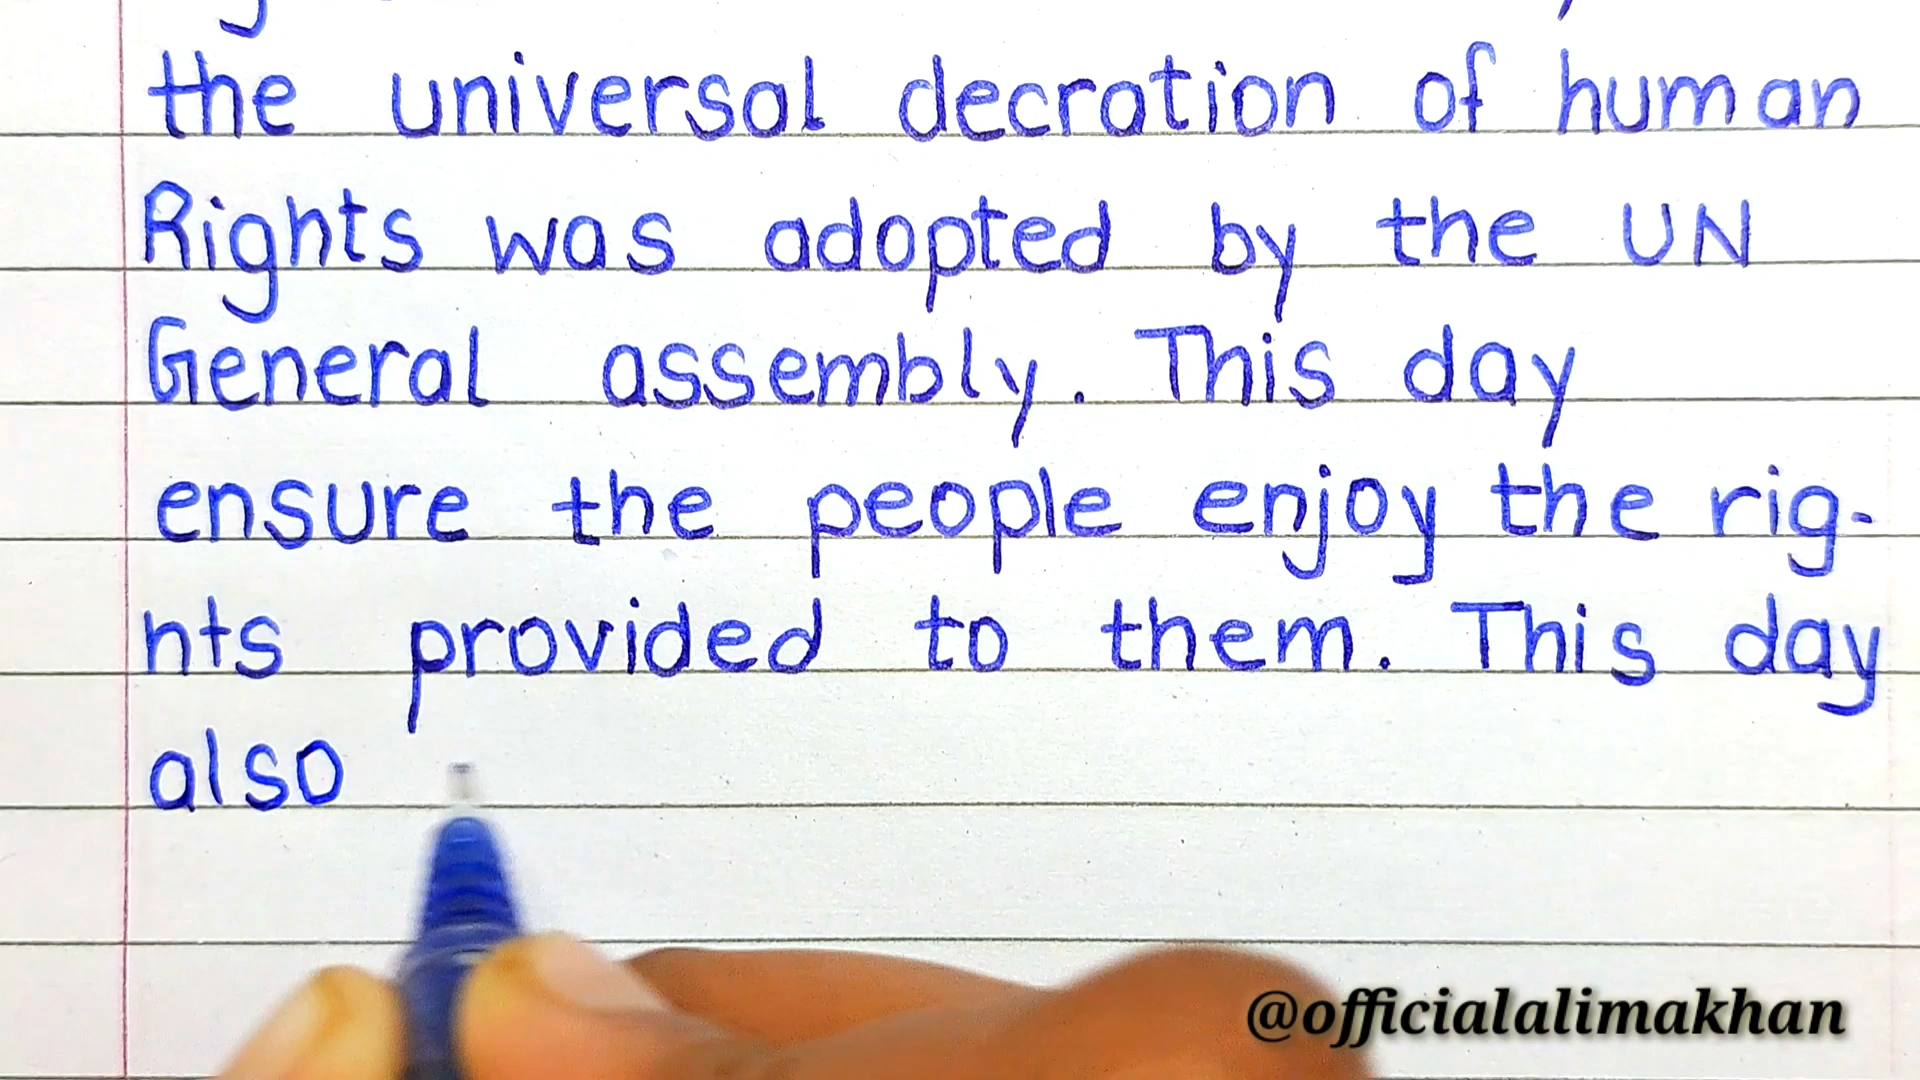 the universal decration of human
Rights was adopted by the UN
General assembly. This day
ensure the people enjoy the rig-
hts provided to them. This day
also
@officialalimakhan